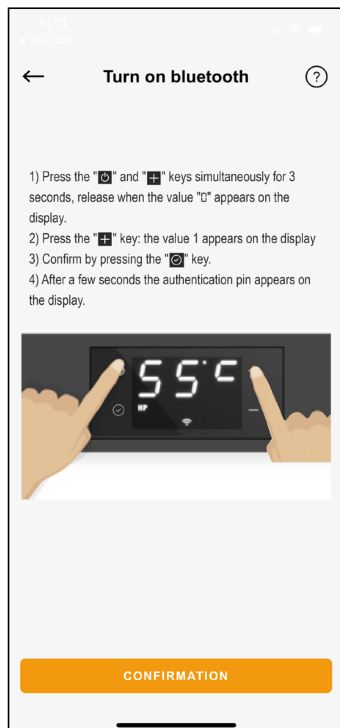 11:11
◂ App Store
Turn on bluetooth
?
1) Press the "⏻" and "+" keys simultaneously for 3
seconds, release when the value "▯" appears on the
display.
2) Press the "+" key: the value 1 appears on the display
3) Confirm by pressing the "✓" key.
4) After a few seconds the authentication pin appears on
the display.
55°C
HP
CONFIRMATION